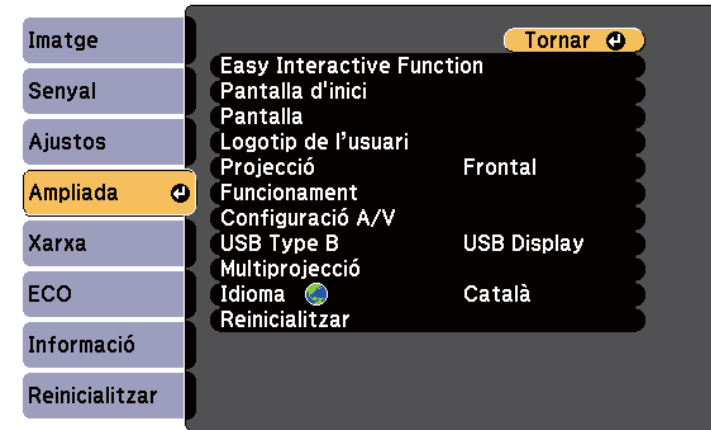 Imatge
Senyal
Ajustos
Ampliada
Xarxa
ECO
Informació
Reinicialitzar
Tornar
Easy Interactive Function
Pantalla d'inici
Pantalla
Logotip de l’usuari
Projecció Frontal
Funcionament
Configuració A/V
USB Type B USB Display
Multiprojecció
Idioma Català
Reinicialitzar